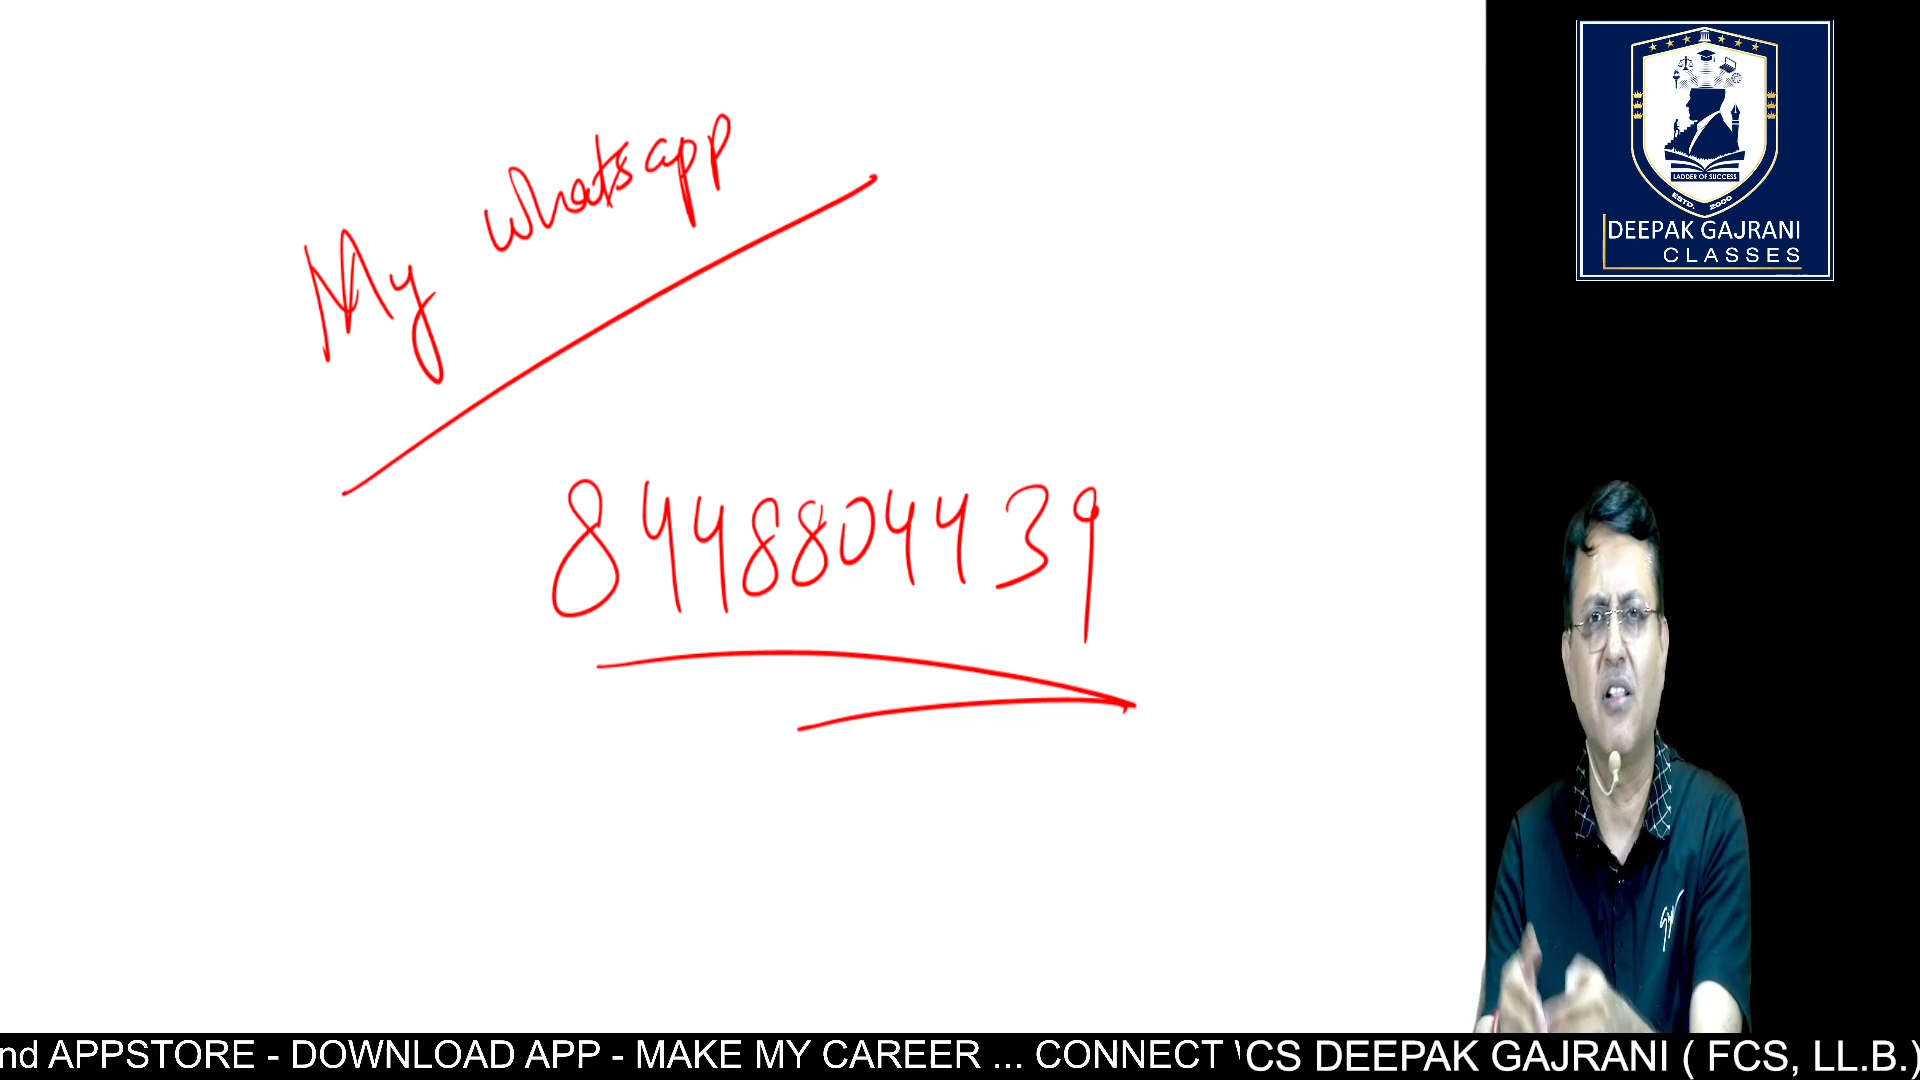 My whatsapp
8448804439
LADDER OF SUCCESS
ESTD. 2000
DEEPAK GAJRANI
CLASSES
nd APPSTORE - DOWNLOAD APP - MAKE MY CAREER ... CONNECT \CS DEEPAK GAJRANI ( FCS, LL.B.)